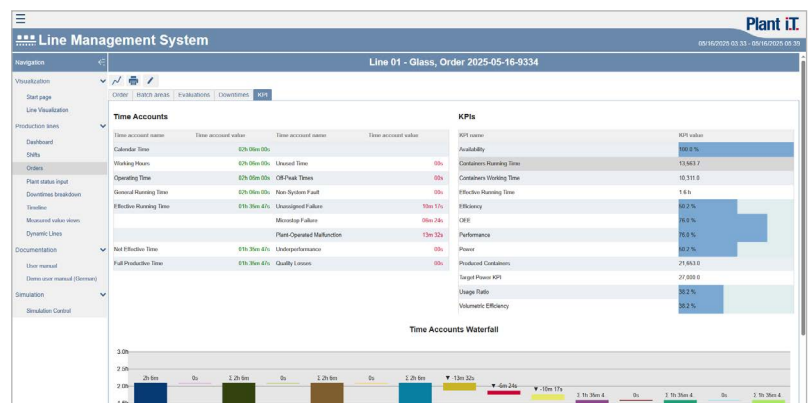 Plant i.T.
Line Management System
05/16/2025 03:33 - 05/16/2025 05:39
Navigation
Line 01 - Glass, Order 2025-05-16-9334
Visualization
Start page
Line Visualization
Production lines
Dashboard
Shifts
Orders
Plant status input
Downtimes breakdown
Timeline
Measured value views
Dynamic Lines
Documentation
User manual
Demo user manual (German)
Simulation
Simulation Control
Order Batch areas Evaluations Downtimes KPI
Time Accounts
Time account name Time account value Time account name Time account value
Calendar Time 02h 06m 00s
Working Hours 02h 06m 00s Unused Time 00s
Operating Time 02h 06m 00s Off-Peak Times 00s
General Running Time 02h 06m 00s Non-System Fault 00s
Effective Running Time 01h 35m 47s Unassigned Failure 10m 17s
Microstop Failure 06m 24s
Plant-Operated Malfunction 13m 32s
Net Effective Time 01h 35m 47s Underperformance 00s
Full Productive Time 01h 35m 47s Quality Losses 00s
KPIs
KPI name KPI value
Availability 100.0 %
Containers Running Time 13,563.7
Containers Working Time 10,311.0
Effective Running Time 1.6 h
Efficiency 50.2 %
OEE 76.0 %
Performance 76.0 %
Power 50.2 %
Produced Containers 21,653.0
Target Power KPI 27,000.0
Usage Ratio 38.2 %
Volumetric Efficiency 38.2 %
Time Accounts Waterfall
3.0h
2.5h
2.0h
2h 6m 0s Σ 2h 6m 0s Σ 2h 6m 0s Σ 2h 6m ▼ -13m 32s ▼ -6m 24s ▼ -10m 17s Σ 1h 35m 4 0s Σ 1h 35m 4 0s Σ 1h 35m 4